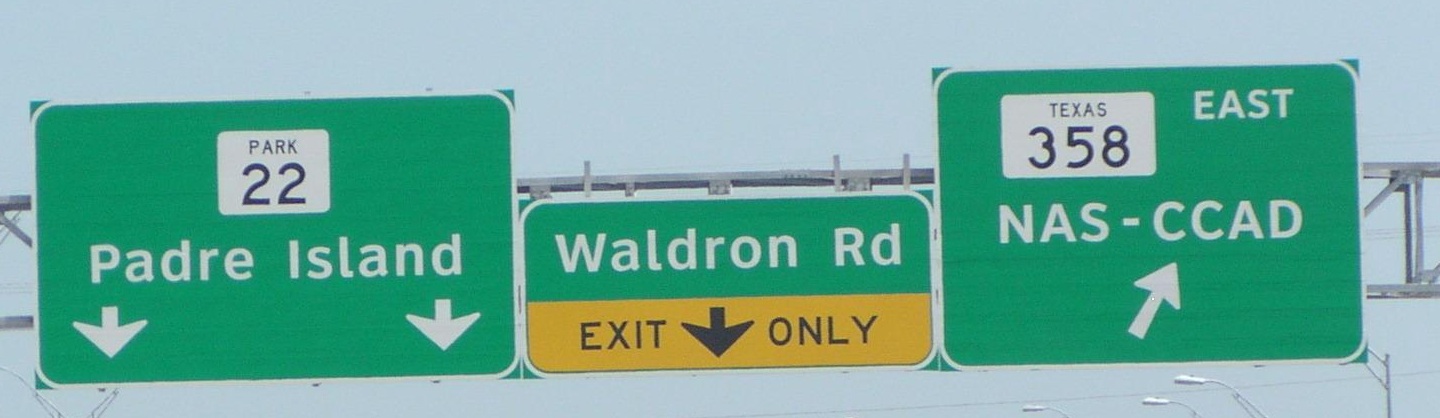 PARK
22
Padre Island
Waldron Rd
EXIT ONLY
TEXAS
358
EAST
NAS-CCAD